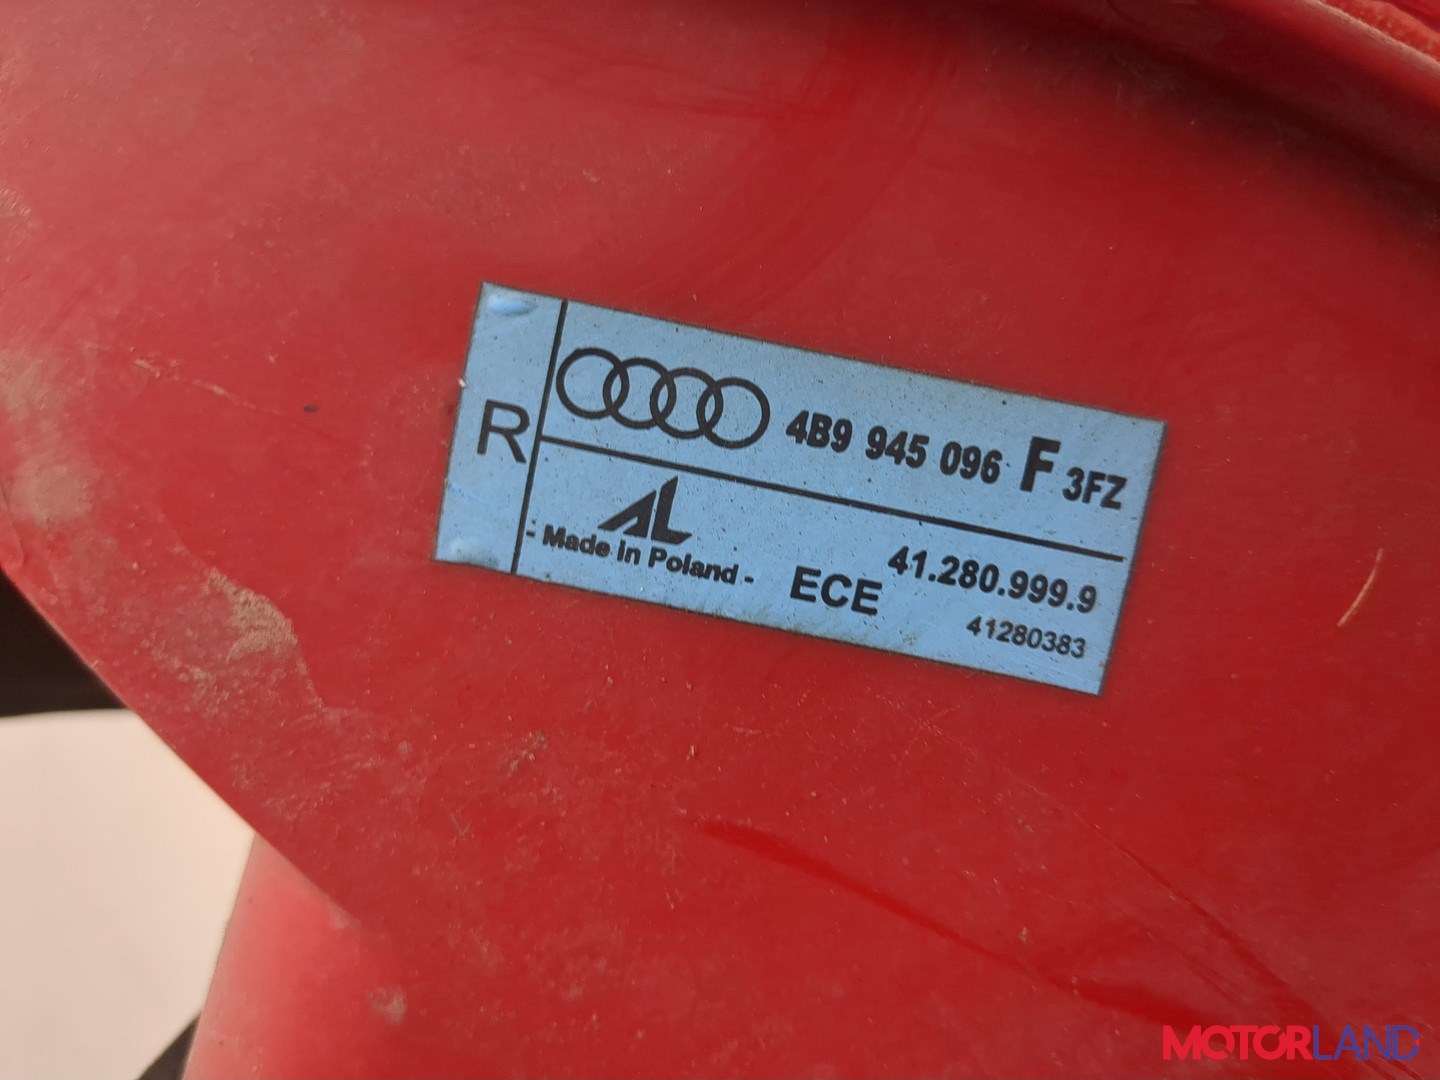 R
4B9 945 096 F 3FZ
AL
- Made in Poland -
ECE
41.280.999.9
41280383
MOTORLAND